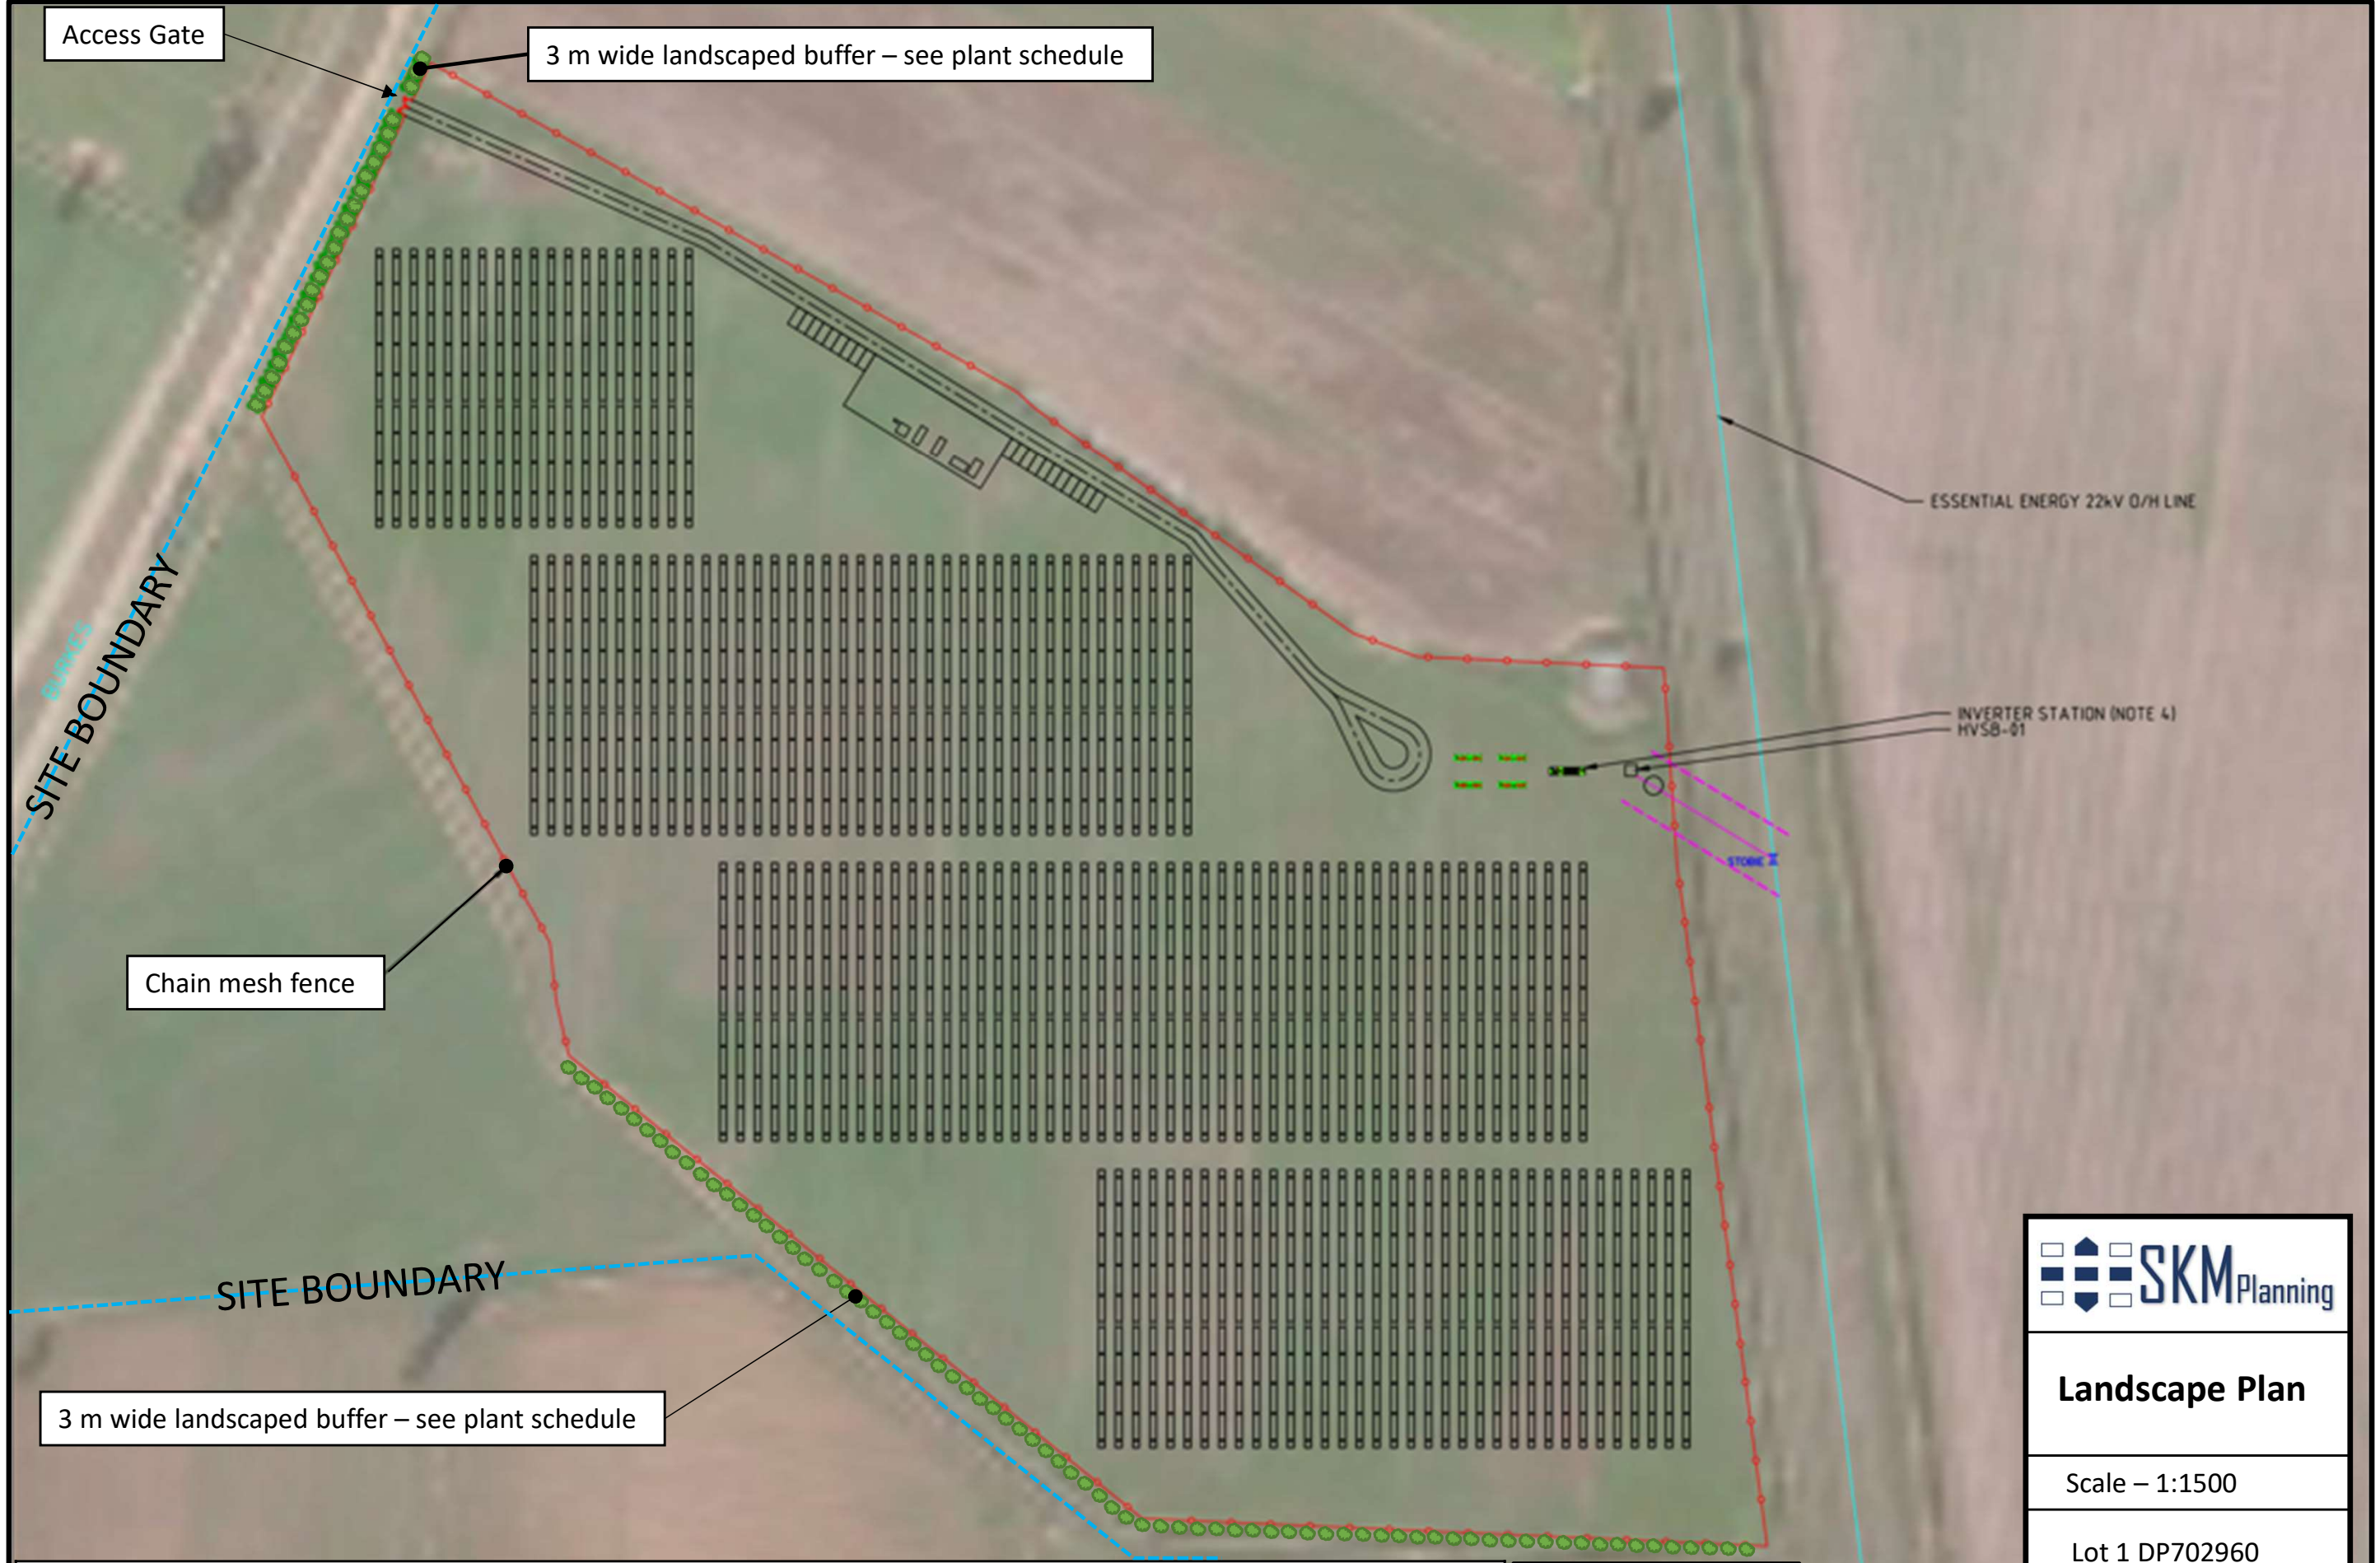 Access Gate
3 m wide landscaped buffer – see plant schedule
ESSENTIAL ENERGY 22kV O/H LINE
BURKES
SITE BOUNDARY
INVERTER STATION (NOTE 4)
HVSB-01
STOBIE
Chain mesh fence
SITE BOUNDARY
3 m wide landscaped buffer – see plant schedule
SKM Planning
Landscape Plan
Scale – 1:1500
Lot 1 DP702960